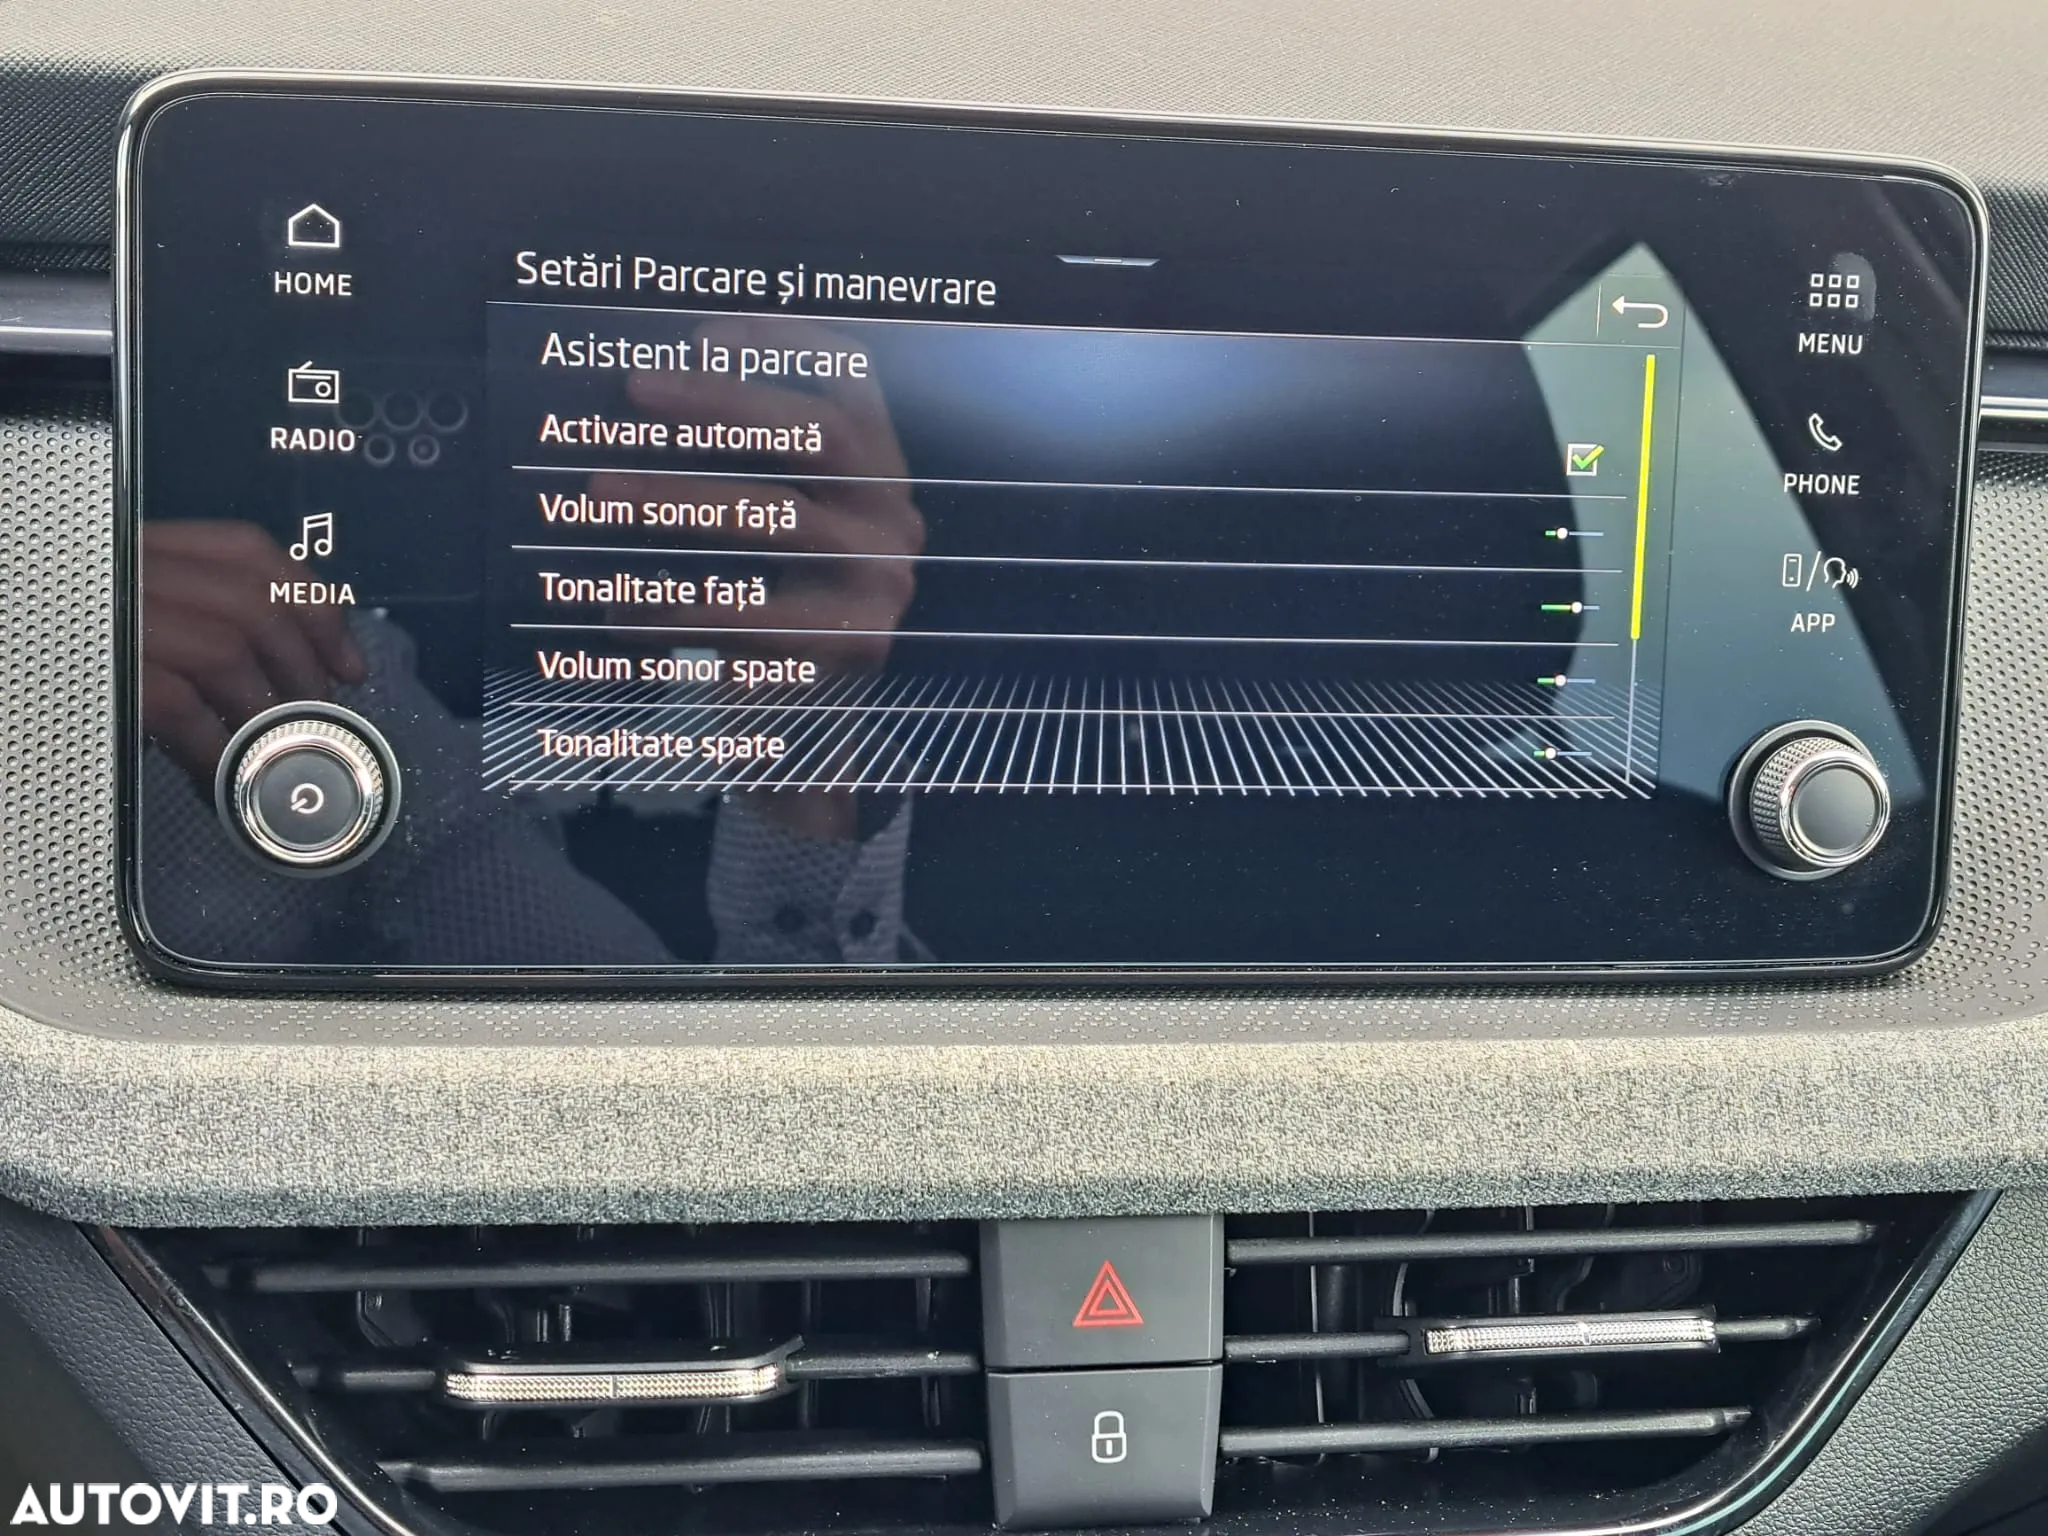 HOME
RADIO
MEDIA
Setări Parcare și manevrare
Asistent la parcare
Activare automată
Volum sonor față
Tonalitate față
Volum sonor spate
Tonalitate spate
MENU
PHONE
APP
AUTOVIT.RO